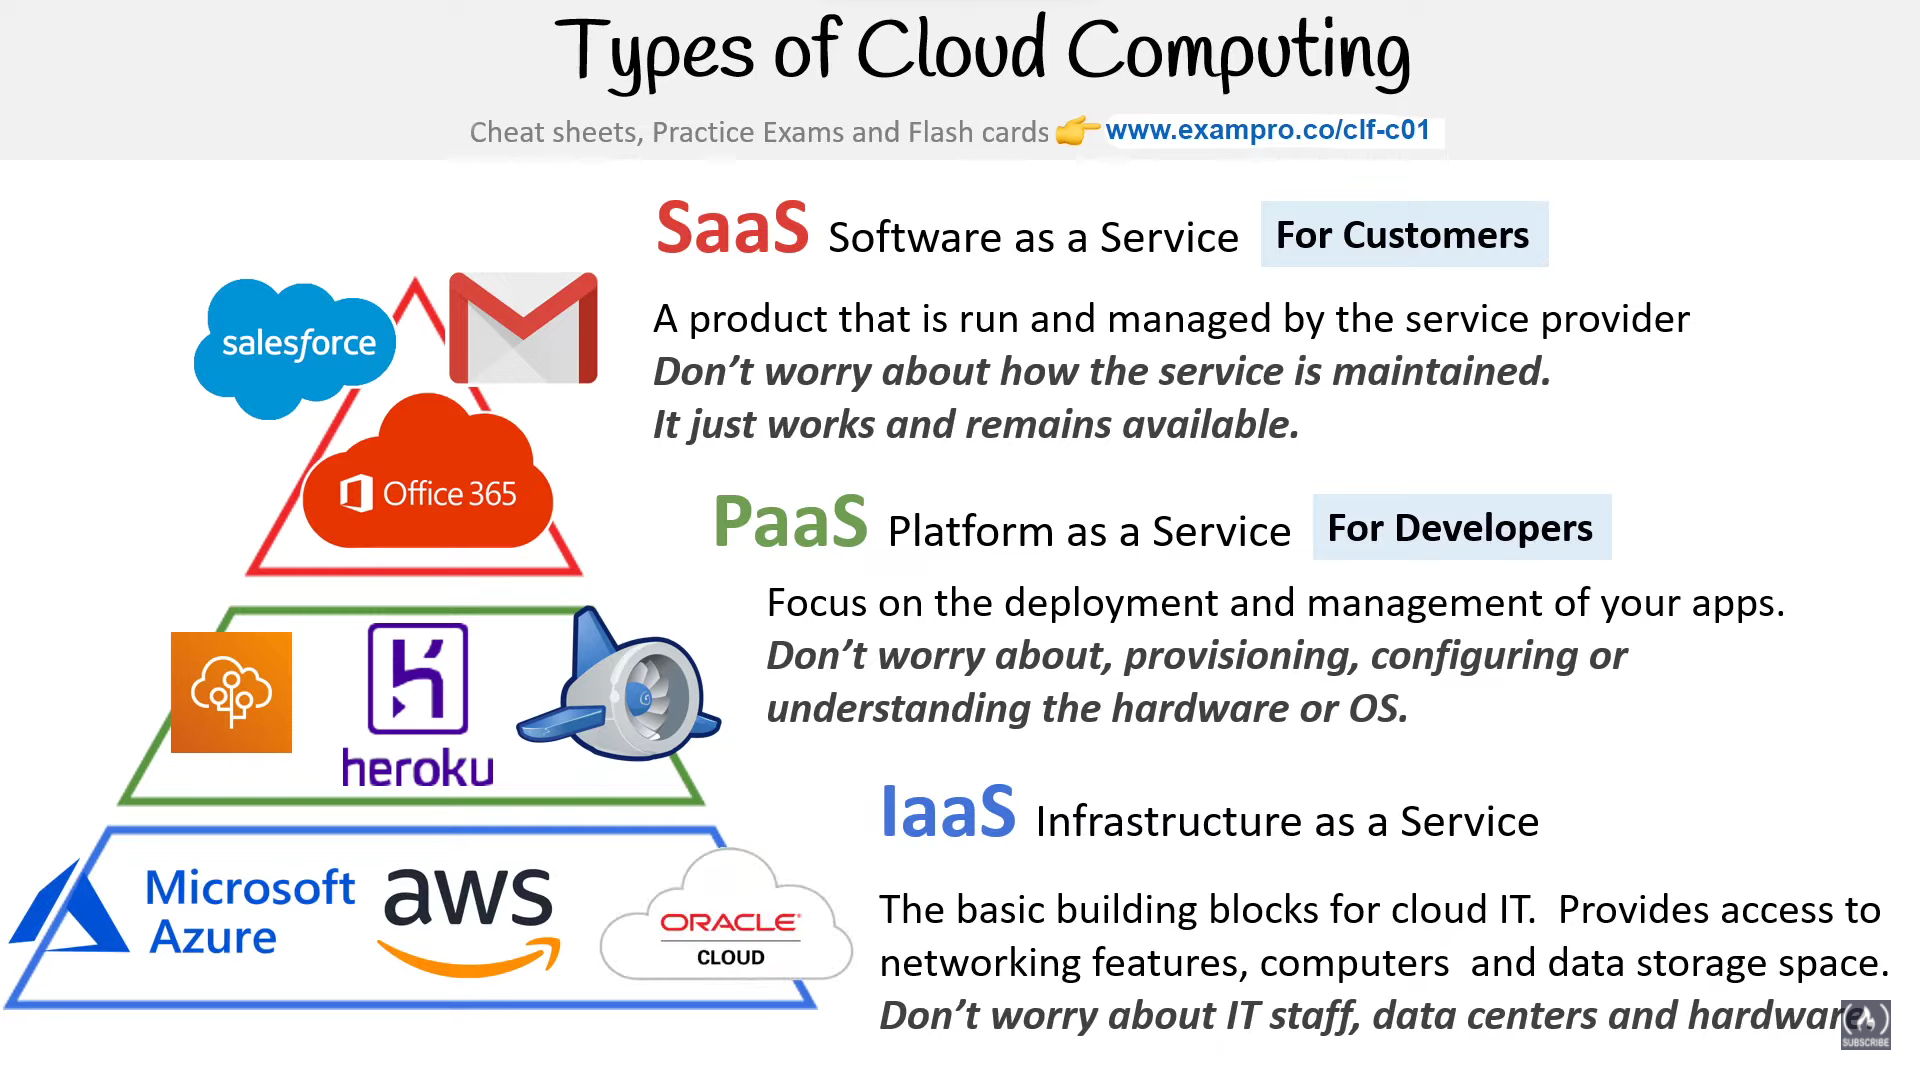 Types of Cloud Computing
Cheat sheets, Practice Exams and Flash cards 👉 www.exampro.co/clf-c01
SaaS Software as a Service For Customers
A product that is run and managed by the service provider
Don’t worry about how the service is maintained.
It just works and remains available.
salesforce
Office 365
PaaS Platform as a Service For Developers
Focus on the deployment and management of your apps.
Don’t worry about, provisioning, configuring or
understanding the hardware or OS.
heroku
IaaS Infrastructure as a Service
The basic building blocks for cloud IT. Provides access to
networking features, computers and data storage space.
Don’t worry about IT staff, data centers and hardware.
Microsoft
Azure
aws
ORACLE
CLOUD
SUBSCRIBE